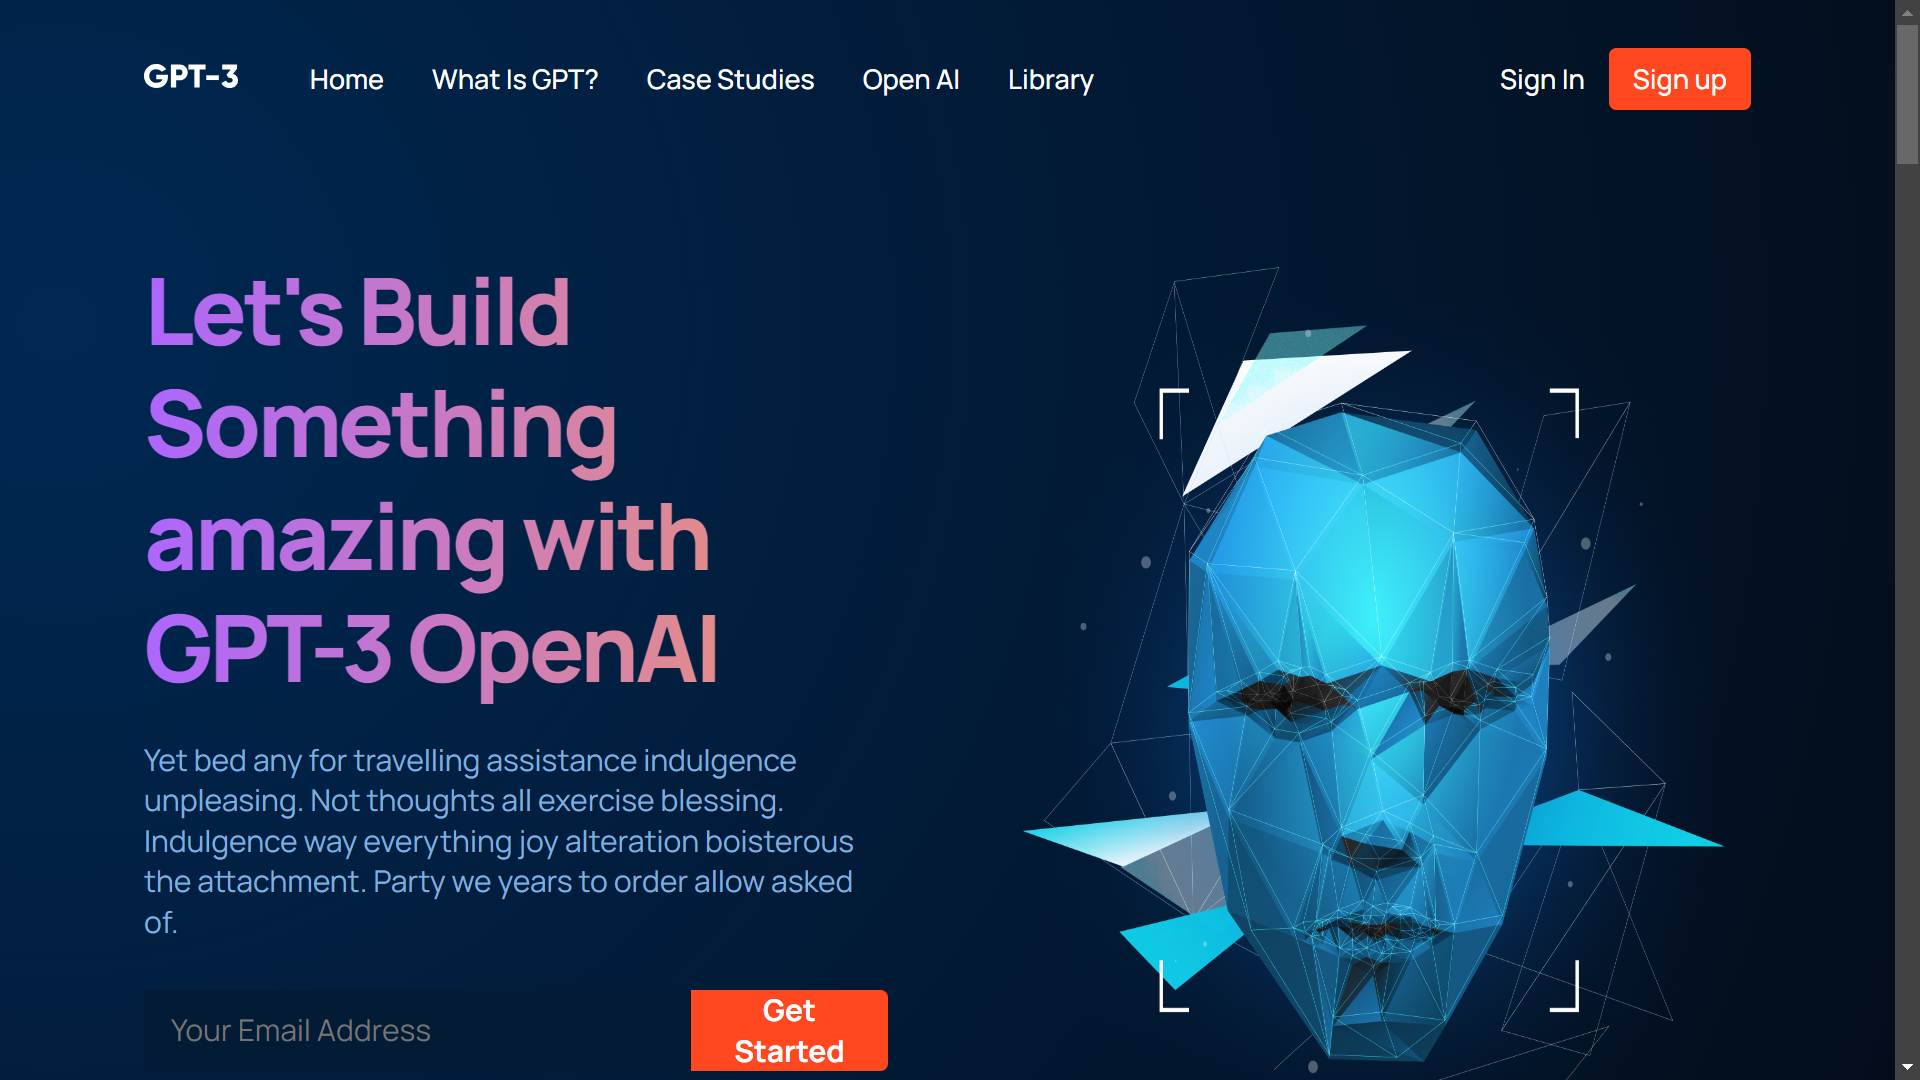 GPT-3
Home What Is GPT? Case Studies Open AI Library
Sign In Sign up
Let's Build
Something
amazing with
GPT-3 OpenAI
Yet bed any for travelling assistance indulgence
unpleasing. Not thoughts all exercise blessing.
Indulgence way everything joy alteration boisterous
the attachment. Party we years to order allow asked
of.
Your Email Address
Get
Started